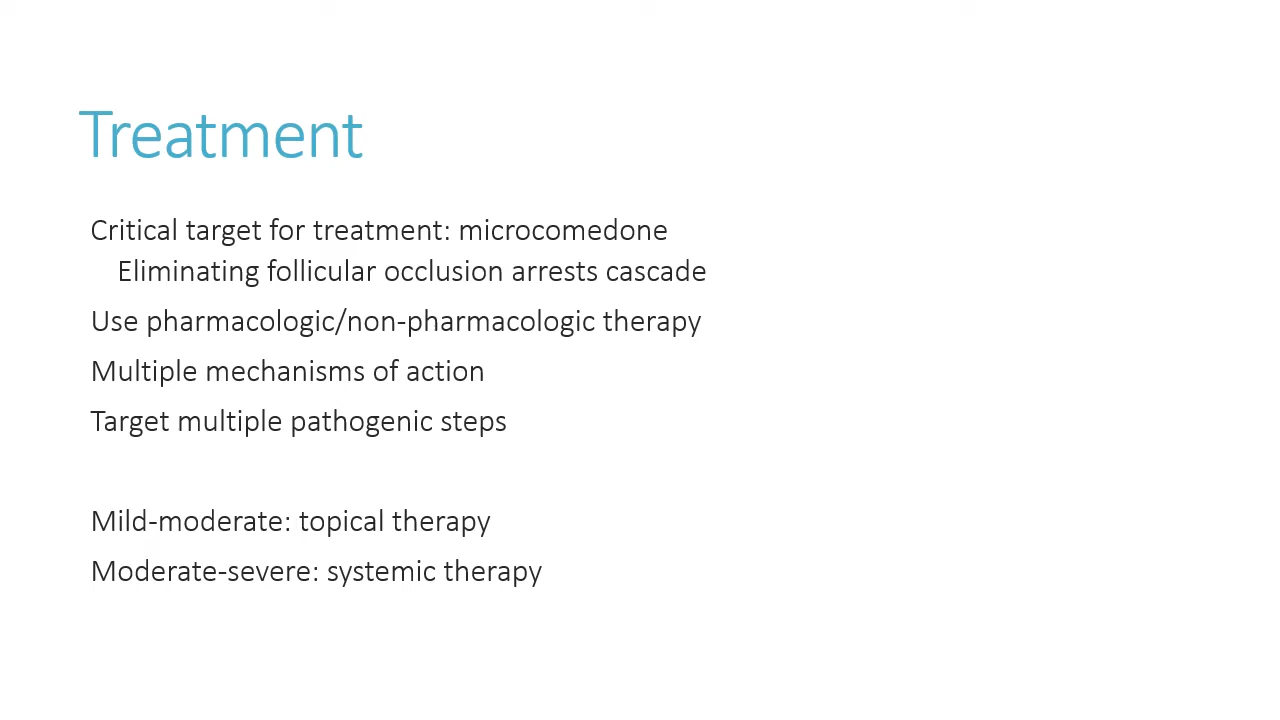 Treatment
Critical target for treatment: microcomedone
Eliminating follicular occlusion arrests cascade
Use pharmacologic/non-pharmacologic therapy
Multiple mechanisms of action
Target multiple pathogenic steps
Mild-moderate: topical therapy
Moderate-severe: systemic therapy